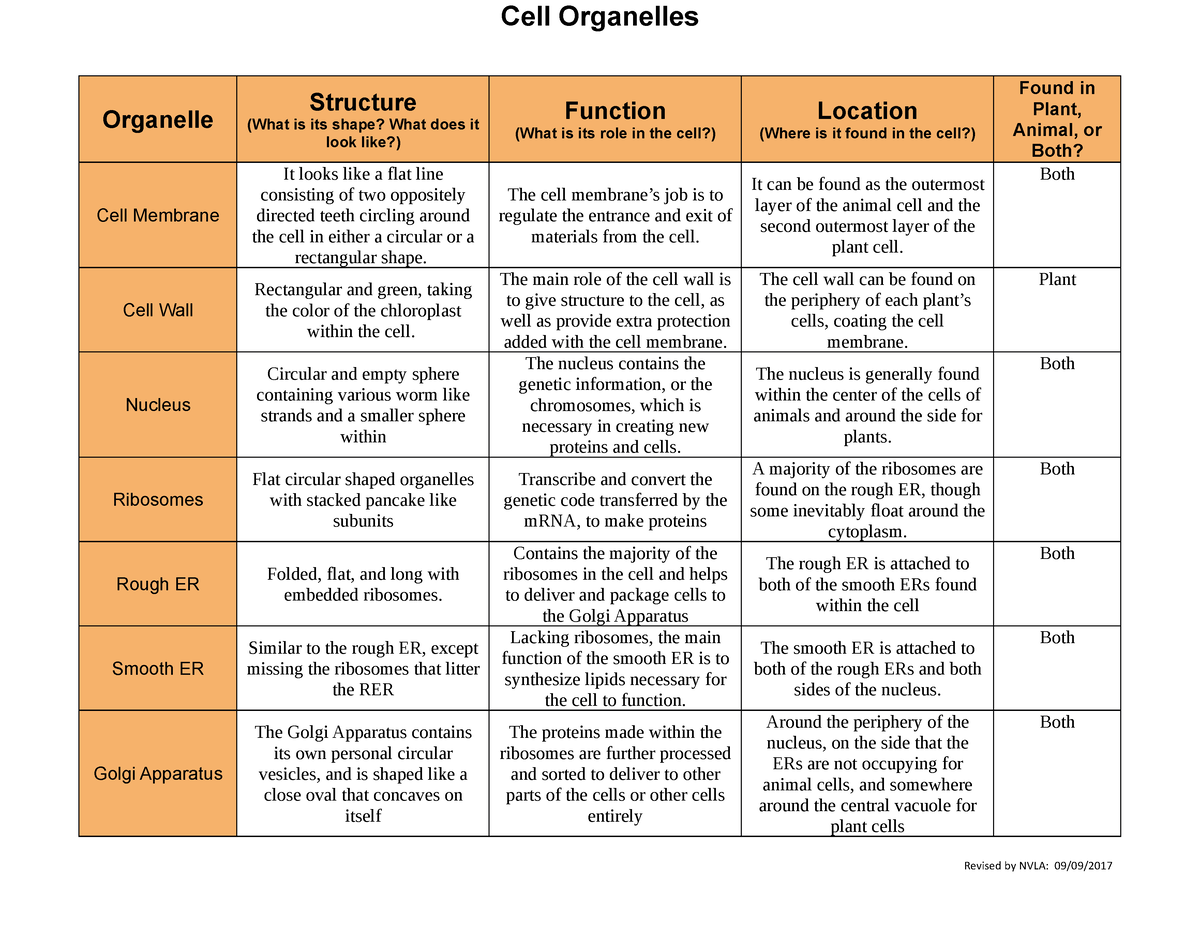 Cell Organelles
Organelle
Structure
(What is its shape? What does it
look like?)
Function
(What is its role in the cell?)
Location
(Where is it found in the cell?)
Found in
Plant,
Animal, or
Both?
Cell Membrane
It looks like a flat line
consisting of two oppositely
directed teeth circling around
the cell in either a circular or a
rectangular shape.
The cell membrane’s job is to
regulate the entrance and exit of
materials from the cell.
It can be found as the outermost
layer of the animal cell and the
second outermost layer of the
plant cell.
Both
Cell Wall
Rectangular and green, taking
the color of the chloroplast
within the cell.
The main role of the cell wall is
to give structure to the cell, as
well as provide extra protection
added with the cell membrane.
The cell wall can be found on
the periphery of each plant’s
cells, coating the cell
membrane.
Plant
Nucleus
Circular and empty sphere
containing various worm like
strands and a smaller sphere
within
The nucleus contains the
genetic information, or the
chromosomes, which is
necessary in creating new
proteins and cells.
The nucleus is generally found
within the center of the cells of
animals and around the side for
plants.
Both
Ribosomes
Flat circular shaped organelles
with stacked pancake like
subunits
Transcribe and convert the
genetic code transferred by the
mRNA, to make proteins
A majority of the ribosomes are
found on the rough ER, though
some inevitably float around the
cytoplasm.
Both
Rough ER
Folded, flat, and long with
embedded ribosomes.
Contains the majority of the
ribosomes in the cell and helps
to deliver and package cells to
the Golgi Apparatus
The rough ER is attached to
both of the smooth ERs found
within the cell
Both
Smooth ER
Similar to the rough ER, except
missing the ribosomes that litter
the RER
Lacking ribosomes, the main
function of the smooth ER is to
synthesize lipids necessary for
the cell to function.
The smooth ER is attached to
both of the rough ERs and both
sides of the nucleus.
Both
Golgi Apparatus
The Golgi Apparatus contains
its own personal circular
vesicles, and is shaped like a
close oval that concaves on
itself
The proteins made within the
ribosomes are further processed
and sorted to deliver to other
parts of the cells or other cells
entirely
Around the periphery of the
nucleus, on the side that the
ERs are not occupying for
animal cells, and somewhere
around the central vacuole for
plant cells
Both
Revised by NVLA: 09/09/2017